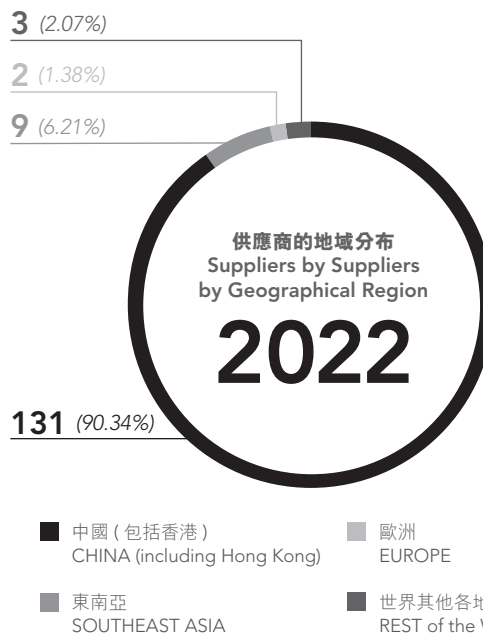 3 (2.07%)
2 (1.38%)
9 (6.21%)
供應商的地域分布
Suppliers by Suppliers
by Geographical Region
2022
131 (90.34%)
中國 ( 包括香港 )
CHINA (including Hong Kong)
歐洲
EUROPE
東南亞
SOUTHEAST ASIA
世界其他各地
REST of the